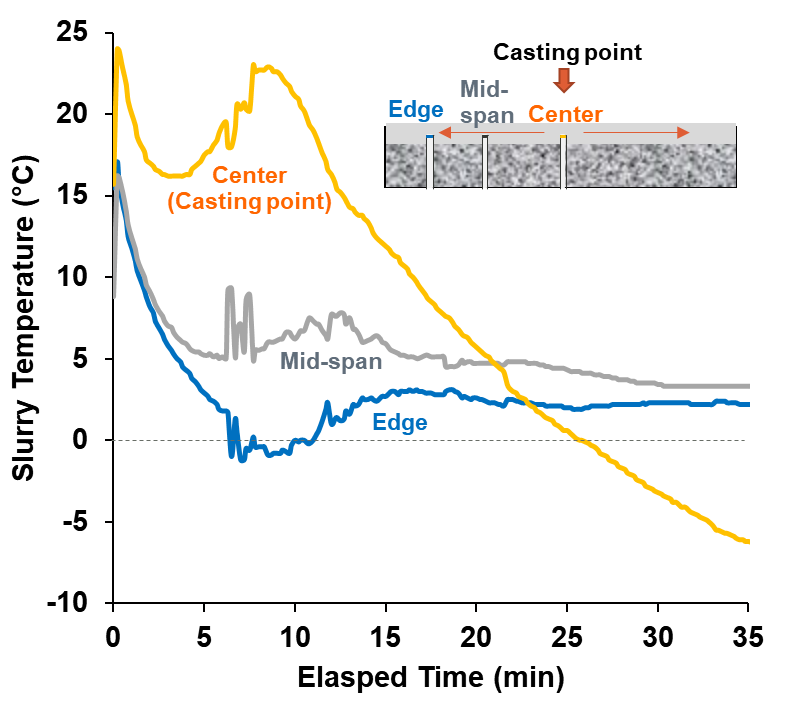 25
20
15
10
5
0
-5
-10
Slurry Temperature (°C)
0
5
10
15
20
25
30
35
Elasped Time (min)
Casting point
Mid-
span
Edge
Center
Center
(Casting point)
Mid-span
Edge